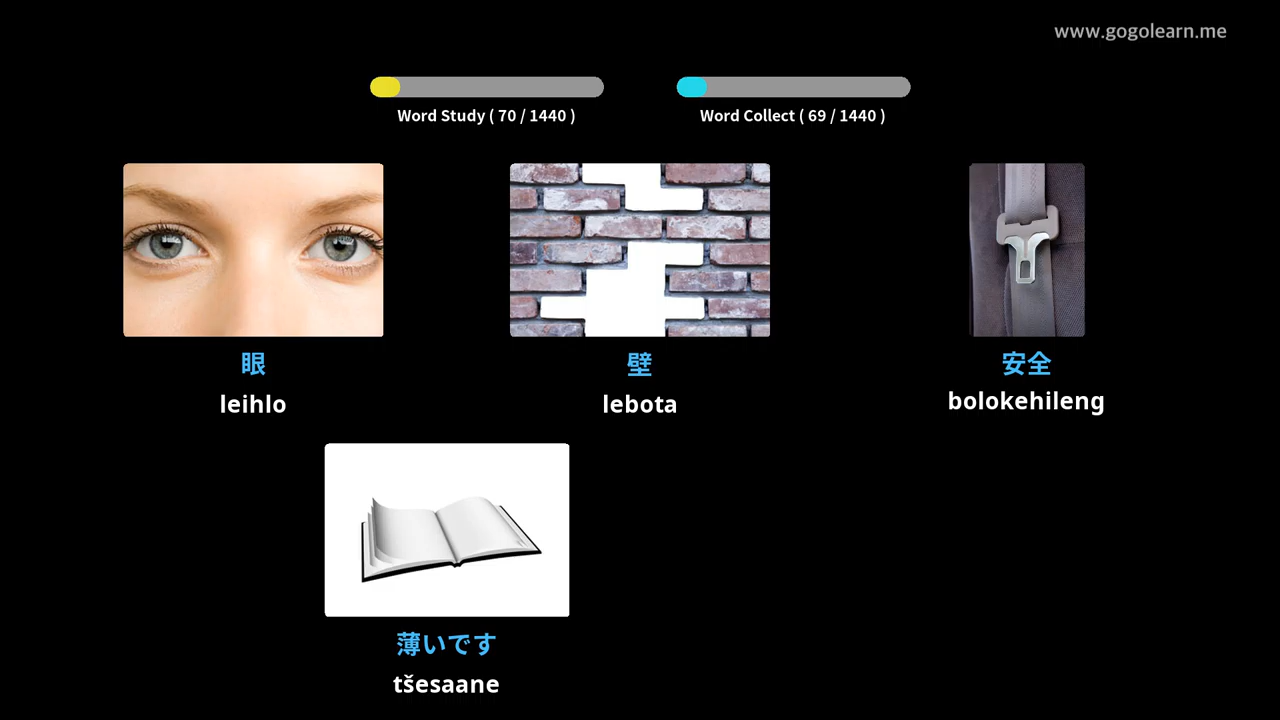 www.gogolearn.me
Word Study ( 70 / 1440 )
Word Collect ( 69 / 1440 )
眼
壁
安全
leihlo
lebota
bolokehileng
薄いです
tšesaane